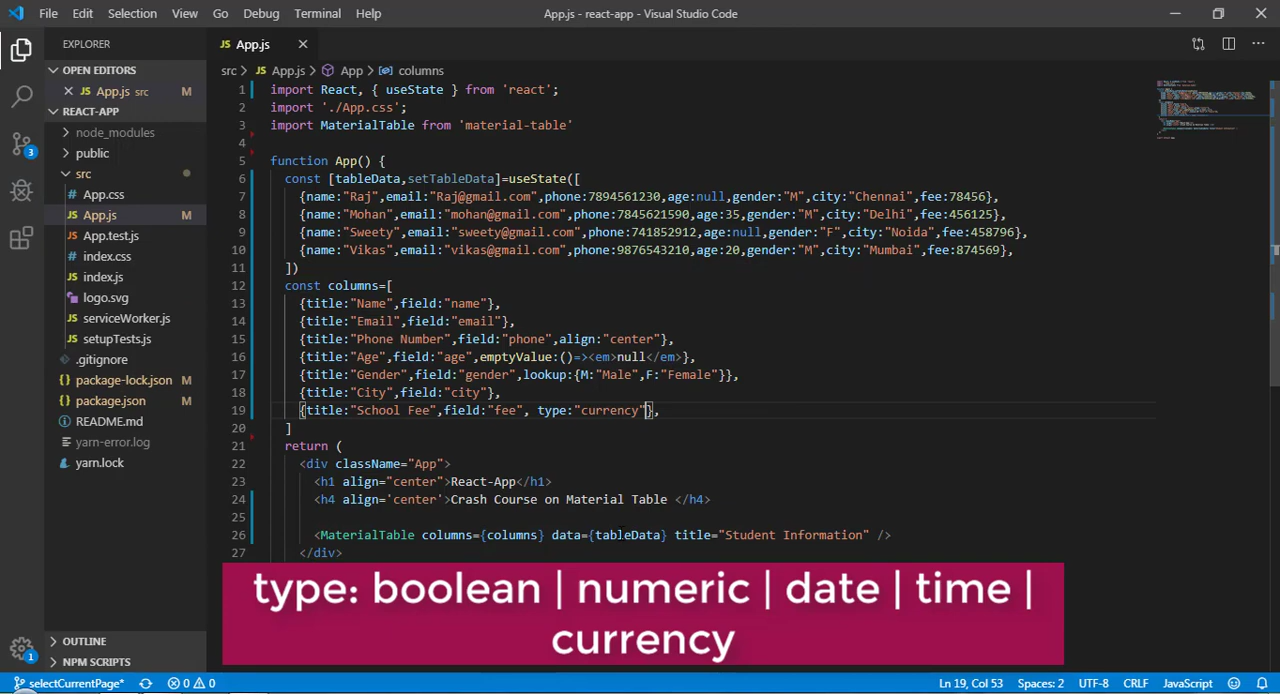 File Edit Selection View Go Debug Terminal Help
App.js - react-app - Visual Studio Code
EXPLORER
OPEN EDITORS
JS App.js src M
REACT-APP
node_modules
public
src
App.css
JS App.js M
JS App.test.js
index.css
JS index.js
logo.svg
JS serviceWorker.js
JS setupTests.js
.gitignore
package-lock.json M
package.json M
README.md
yarn-error.log
yarn.lock
OUTLINE
NPM SCRIPTS
JS App.js
src > JS App.js > App > columns
1 import React, { useState } from 'react';
2 import './App.css';
3 import MaterialTable from 'material-table'
4
5 function App() {
6 const [tableData,setTableData]=useState([
7 {name:"Raj",email:"Raj@gmail.com",phone:7894561230,age:null,gender:"M",city:"Chennai",fee:78456},
8 {name:"Mohan",email:"mohan@gmail.com",phone:7845621590,age:35,gender:"M",city:"Delhi",fee:456125},
9 {name:"Sweety",email:"sweety@gmail.com",phone:741852912,age:null,gender:"F",city:"Noida",fee:458796},
10 {name:"Vikas",email:"vikas@gmail.com",phone:9876543210,age:20,gender:"M",city:"Mumbai",fee:874569},
11 ])
12 const columns=[
13 {title:"Name",field:"name"},
14 {title:"Email",field:"email"},
15 {title:"Phone Number",field:"phone",align:"center"},
16 {title:"Age",field:"age",emptyValue:()=><em>null</em>},
17 {title:"Gender",field:"gender",lookup:{M:"Male",F:"Female"}},
18 {title:"City",field:"city"},
19 {title:"School Fee",field:"fee", type:"currency"},
20 ]
21 return (
22 <div className="App">
23 <h1 align="center">React-App</h1>
24 <h4 align='center'>Crash Course on Material Table </h4>
25
26 <MaterialTable columns={columns} data={tableData} title="Student Information" />
27 </div>
type: boolean | numeric | date | time |
currency
3
1
selectCurrentPage* 0 0
Ln 19, Col 53 Spaces: 2 UTF-8 CRLF JavaScript